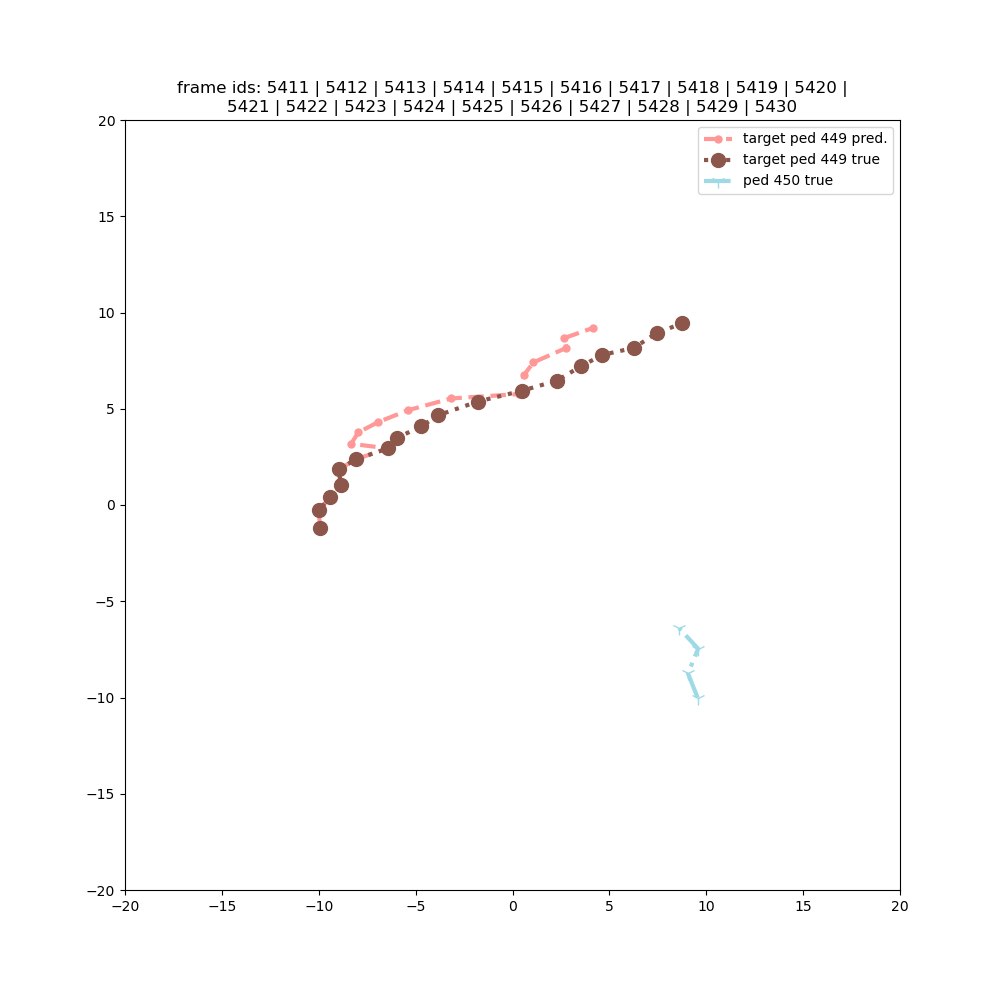 frame ids: 5411 | 5412 | 5413 | 5414 | 5415 | 5416 | 5417 | 5418 | 5419 | 5420 |
5421 | 5422 | 5423 | 5424 | 5425 | 5426 | 5427 | 5428 | 5429 | 5430
target ped 449 pred.
target ped 449 true
ped 450 true
20
15
10
5
0
−5
−10
−15
−20
−20 −15 −10 −5 0 5 10 15 20